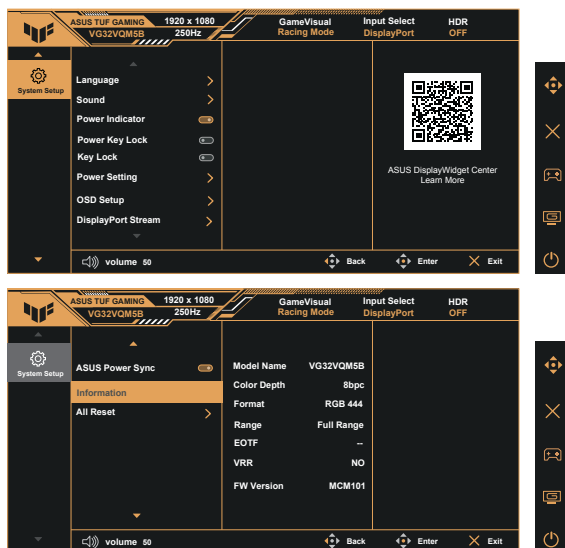 ASUS TUF GAMING 1920 x 1080 GameVisual Input Select HDR
VG32VQM5B 250Hz Racing Mode DisplayPort OFF
System Setup
Language
Sound
Power Indicator
Power Key Lock
Key Lock
Power Setting
OSD Setup
DisplayPort Stream
ASUS DisplayWidget Center
Learn More
volume 50 Back Enter Exit
ASUS TUF GAMING 1920 x 1080 GameVisual Input Select HDR
VG32VQM5B 250Hz Racing Mode DisplayPort OFF
System Setup
ASUS Power Sync
Information
All Reset
Model Name VG32VQM5B
Color Depth 8bpc
Format RGB 444
Range Full Range
EOTF --
VRR NO
FW Version MCM101
volume 50 Back Enter Exit